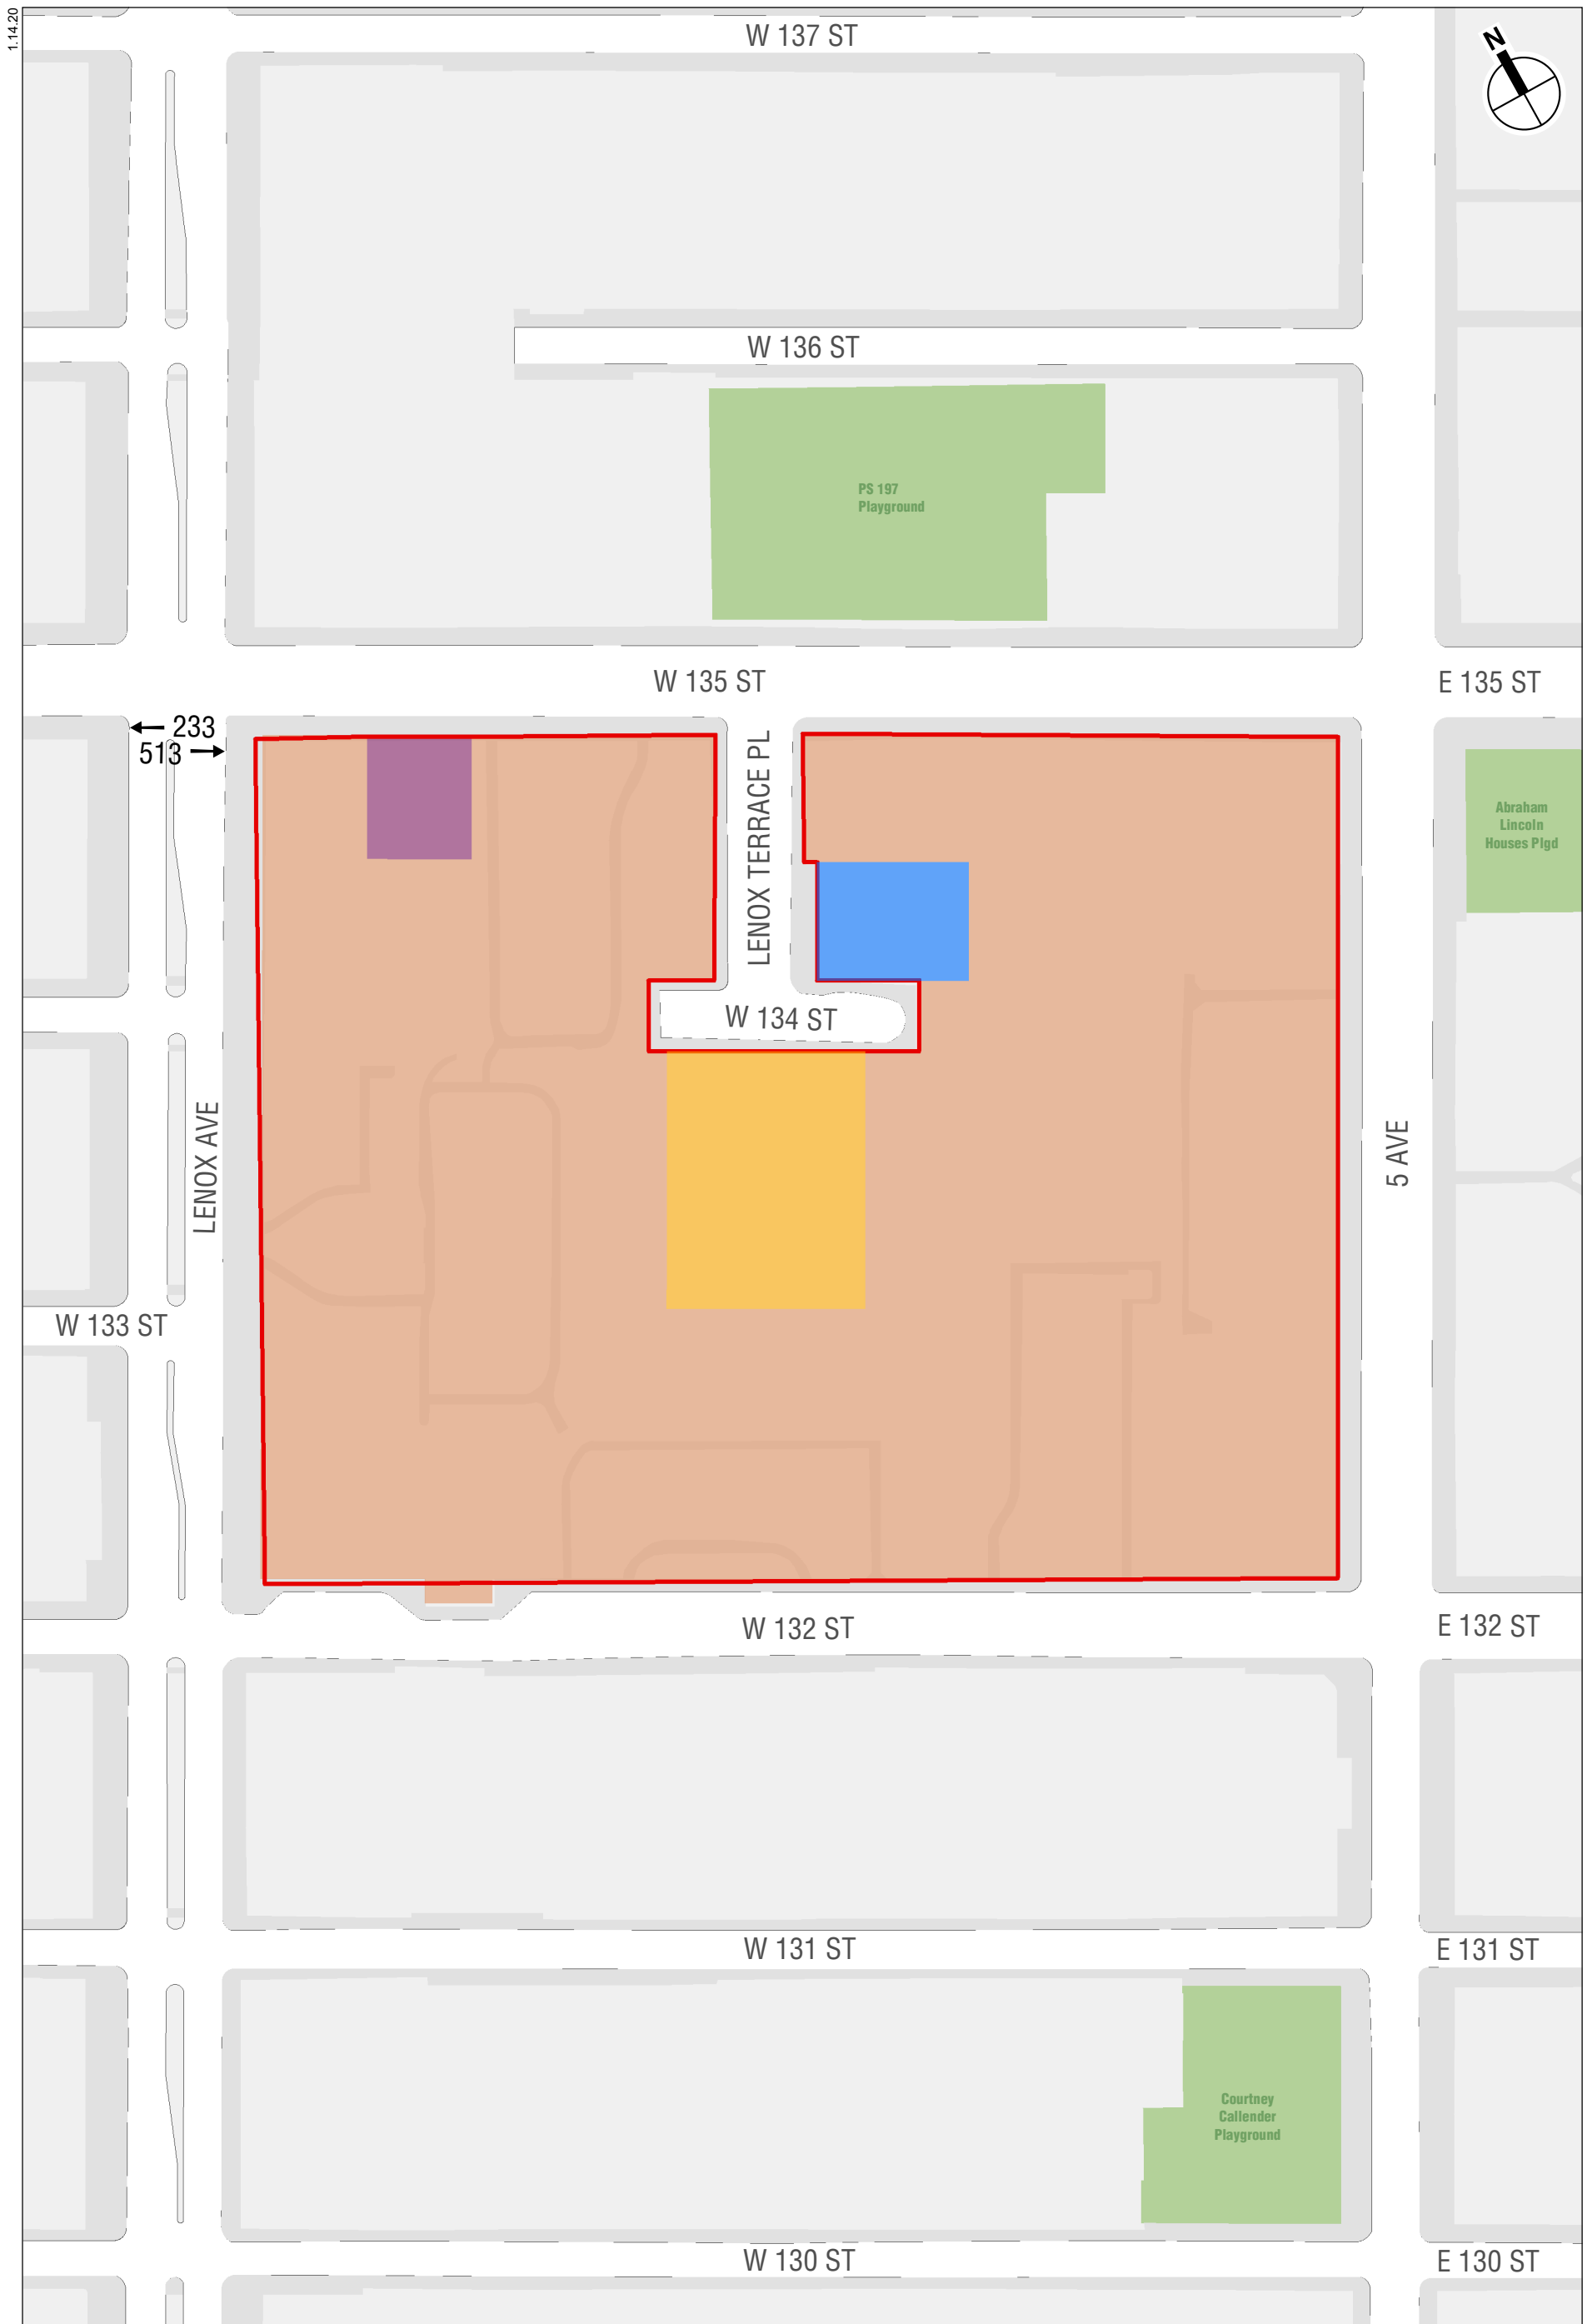 1.14.20
W 137 ST
N
W 136 ST
PS 197
Playground
W 135 ST
E 135 ST
233
513
LENOX TERRACE PL
Abraham
Lincoln
Houses Plgd
W 134 ST
LENOX AVE
5 AVE
W 133 ST
W 132 ST
E 132 ST
W 131 ST
E 131 ST
Courtney
Callender
Playground
W 130 ST
E 130 ST